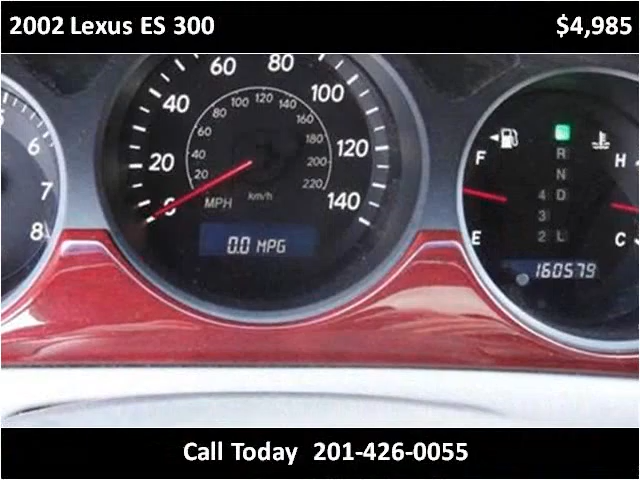 2002 Lexus ES 300 $4,985
60 80
40 100
20 120
0 140
80 100 120 140
60 160
40 180
20 200
220
MPH km/h
0.0 MPG
6
7
8
F R H
N
4 D
3
E 2 L C
160579
Call Today 201-426-0055